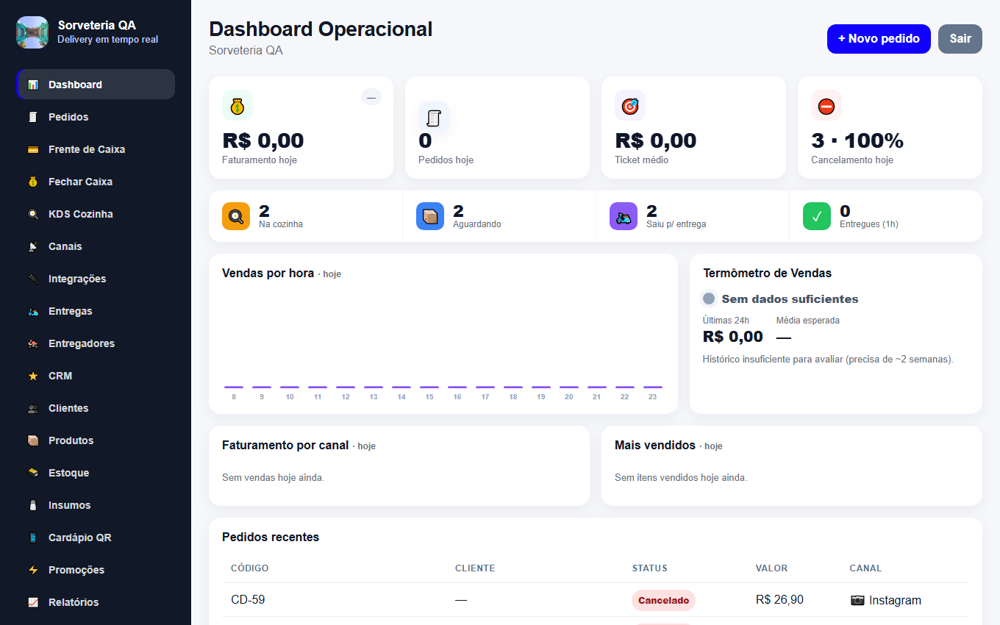 Sorveteria QA
Delivery em tempo real
Dashboard
Pedidos
Frente de Caixa
Fechar Caixa
KDS Cozinha
Canais
Integrações
Entregas
Entregadores
CRM
Clientes
Produtos
Estoque
Insumos
Cardápio QR
Promoções
Relatórios
Dashboard Operacional
Sorveteria QA
+ Novo pedido
Sair
—
R$ 0,00
Faturamento hoje
0
Pedidos hoje
R$ 0,00
Ticket médio
3 · 100%
Cancelamento hoje
2
Na cozinha
2
Aguardando
2
Saiu p/ entrega
0
Entregues (1h)
Vendas por hora · hoje
8 9 10 11 12 13 14 15 16 17 18 19 20 21 22 23
Termômetro de Vendas
Sem dados suficientes
Últimas 24h Média esperada
R$ 0,00 —
Histórico insuficiente para avaliar (precisa de ~2 semanas).
Faturamento por canal · hoje
Sem vendas hoje ainda.
Mais vendidos · hoje
Sem itens vendidos hoje ainda.
Pedidos recentes
CÓDIGO CLIENTE STATUS VALOR CANAL
CD-59 — Cancelado R$ 26,90 Instagram